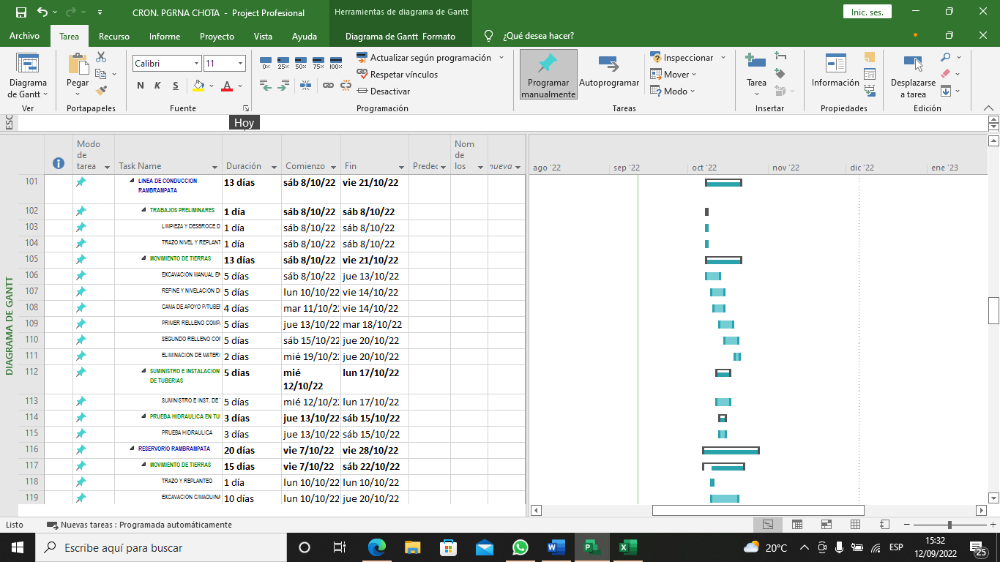 CRON. PGRNA CHOTA - Project Profesional
Herramientas de diagrama de Gantt
Inic. ses.
Archivo Tarea Recurso Informe Proyecto Vista Ayuda Diagrama de Gantt Formato ¿Qué desea hacer?
Diagrama de Gantt
Ver
Pegar
Portapapeles
Calibri 11
N K S A
Fuente
0% 25% 50% 75% 100%
Actualizar según programación
Respetar vínculos
Desactivar
Programación
Programar manualmente
Autoprogramar
Inspeccionar
Mover
Modo
Tareas
Tarea
Insertar
Información
Propiedades
Desplazarse a tarea
Edición
ESC
Hoy
DIAGRAMA DE GANTT
Modo de tarea Task Name Duración Comienzo Fin Predec Nom de los nueva
ago '22 sep '22 oct '22 nov '22 dic '22 ene '23
101 LINEA DE CONDUCCION RAMBRAMPATA 13 días sáb 8/10/22 vie 21/10/22
102 TRABAJOS PRELIMINARES 1 día sáb 8/10/22 sáb 8/10/22
103 LIMPIEZA Y DESBROCE D 1 día sáb 8/10/22 sáb 8/10/22
104 TRAZO NIVEL Y REPLANT 1 día sáb 8/10/22 sáb 8/10/22
105 MOVIMIENTO DE TIERRAS 13 días sáb 8/10/22 vie 21/10/22
106 EXCAVACION MANUAL EN 5 días sáb 8/10/22 jue 13/10/22
107 REFINE Y NIVELACION D 5 días lun 10/10/22 vie 14/10/22
108 CAMA DE APOYO P/TUBER 4 días mar 11/10/22 vie 14/10/22
109 PRIMER RELLENO COMPA 5 días jue 13/10/22 mar 18/10/22
110 SEGUNDO RELLENO COM 5 días sáb 15/10/22 jue 20/10/22
111 ELIMINACION DE MATERI 2 días mié 19/10/22 jue 20/10/22
112 SUMINISTRO E INSTALACION DE TUBERIAS 5 días mié 12/10/22 lun 17/10/22
113 SUMINISTRO E INST. DE 5 días mié 12/10/22 lun 17/10/22
114 PRUEBA HIDRAULICA EN TU 3 días jue 13/10/22 sáb 15/10/22
115 PRUEBA HIDRAULICA 3 días jue 13/10/22 sáb 15/10/22
116 RESERVORIO RAMBRAMPATA 20 días vie 7/10/22 vie 28/10/22
117 MOVIMIENTO DE TIERRAS 15 días vie 7/10/22 sáb 22/10/22
118 TRAZO Y REPLANTEO 1 día lun 10/10/22 lun 10/10/22
119 EXCAVACION C/MAQUINA 10 días lun 10/10/22 jue 20/10/22
Listo Nuevas tareas : Programada automáticamente
Escribe aquí para buscar
20°C ESP 15:32
12/09/2022
25